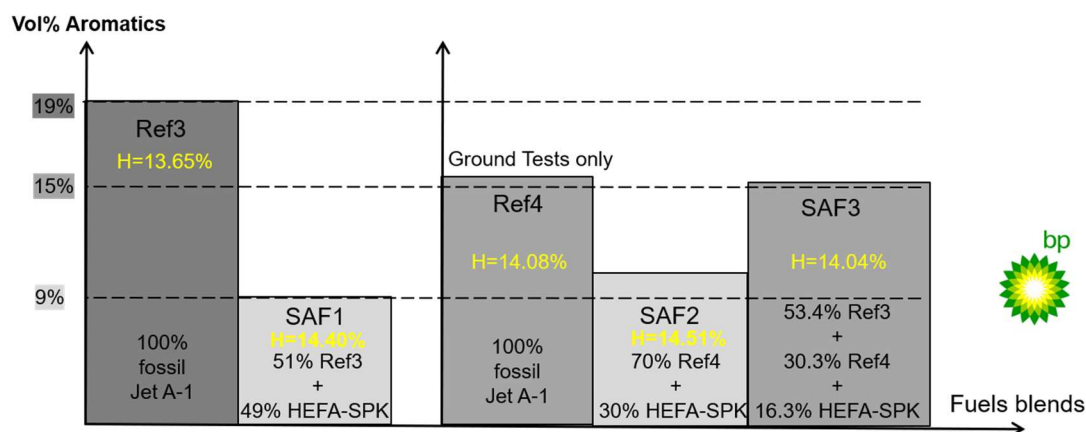 Vol% Aromatics
19%
15%
9%
Ref3
H=13.65%
100%
fossil
Jet A-1
SAF1
H=14.40%
51% Ref3
+
49% HEFA-SPK
Ground Tests only
Ref4
H=14.08%
100%
fossil
Jet A-1
SAF2
H=14.51%
70% Ref4
+
30% HEFA-SPK
SAF3
H=14.04%
53.4% Ref3
+
30.3% Ref4
+
16.3% HEFA-SPK
bp
Fuels blends